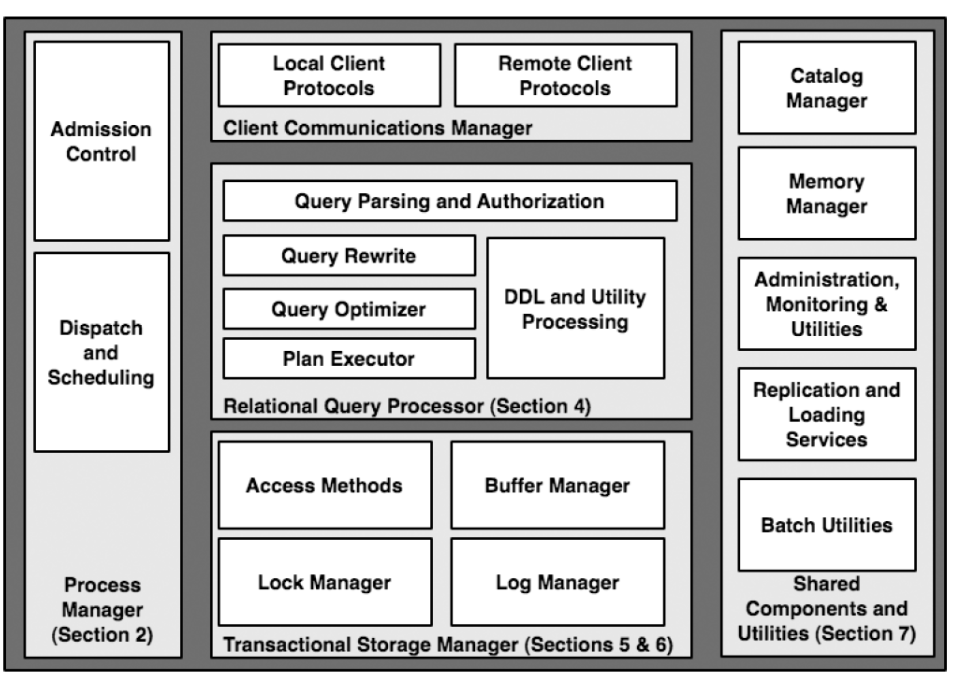 Admission
Control
Dispatch
and
Scheduling
Process
Manager
(Section 2)
Local Client
Protocols
Remote Client
Protocols
Client Communications Manager
Query Parsing and Authorization
Query Rewrite
Query Optimizer
Plan Executor
DDL and Utility
Processing
Relational Query Processor (Section 4)
Access Methods
Buffer Manager
Lock Manager
Log Manager
Transactional Storage Manager (Sections 5 & 6)
Catalog
Manager
Memory
Manager
Administration,
Monitoring &
Utilities
Replication and
Loading
Services
Batch Utilities
Shared
Components and
Utilities (Section 7)